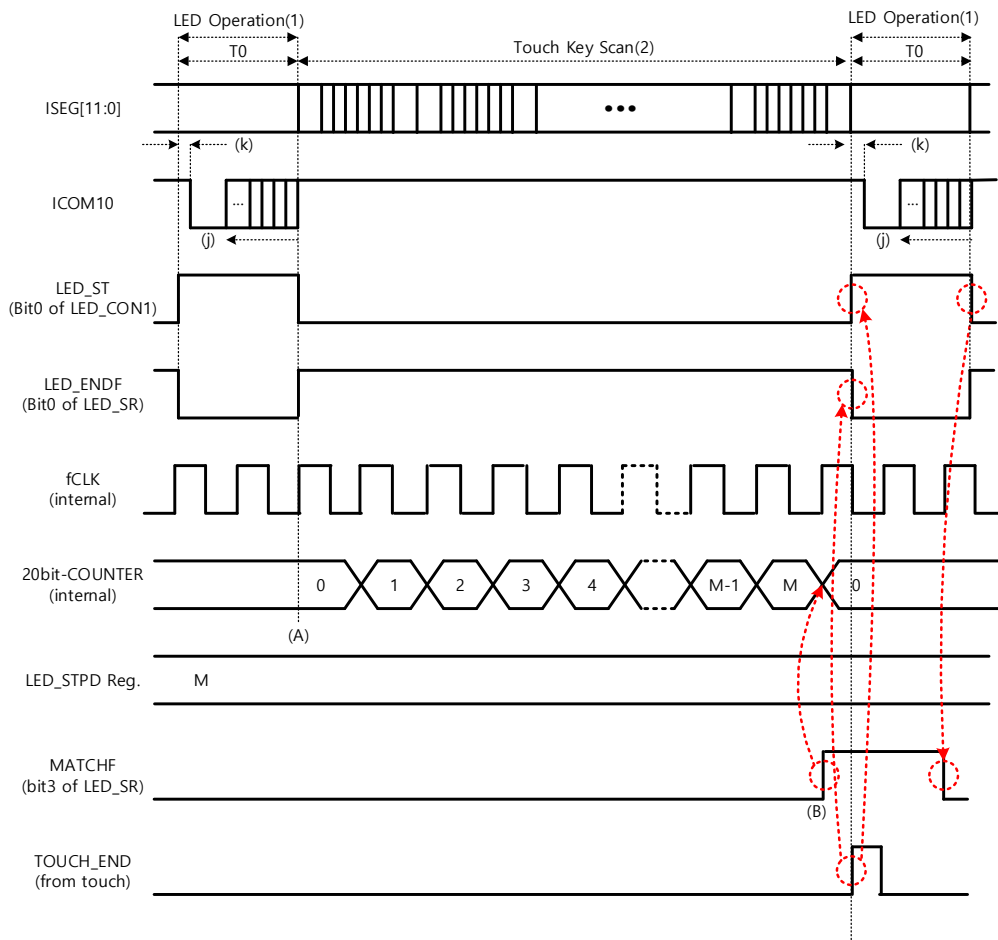 LED Operation(1)
LED Operation(1)
T0
Touch Key Scan(2)
T0
ISEG[11:0]
•••
(k)
(k)
ICOM10
...
...
(j)
(j)
LED_ST
(Bit0 of LED_CON1)
LED_ENDF
(Bit0 of LED_SR)
fCLK
(internal)
20bit-COUNTER
(internal)
0
1
2
3
4
M-1
M
0
(A)
LED_STPD Reg.
M
MATCHF
(bit3 of LED_SR)
(B)
TOUCH_END
(from touch)